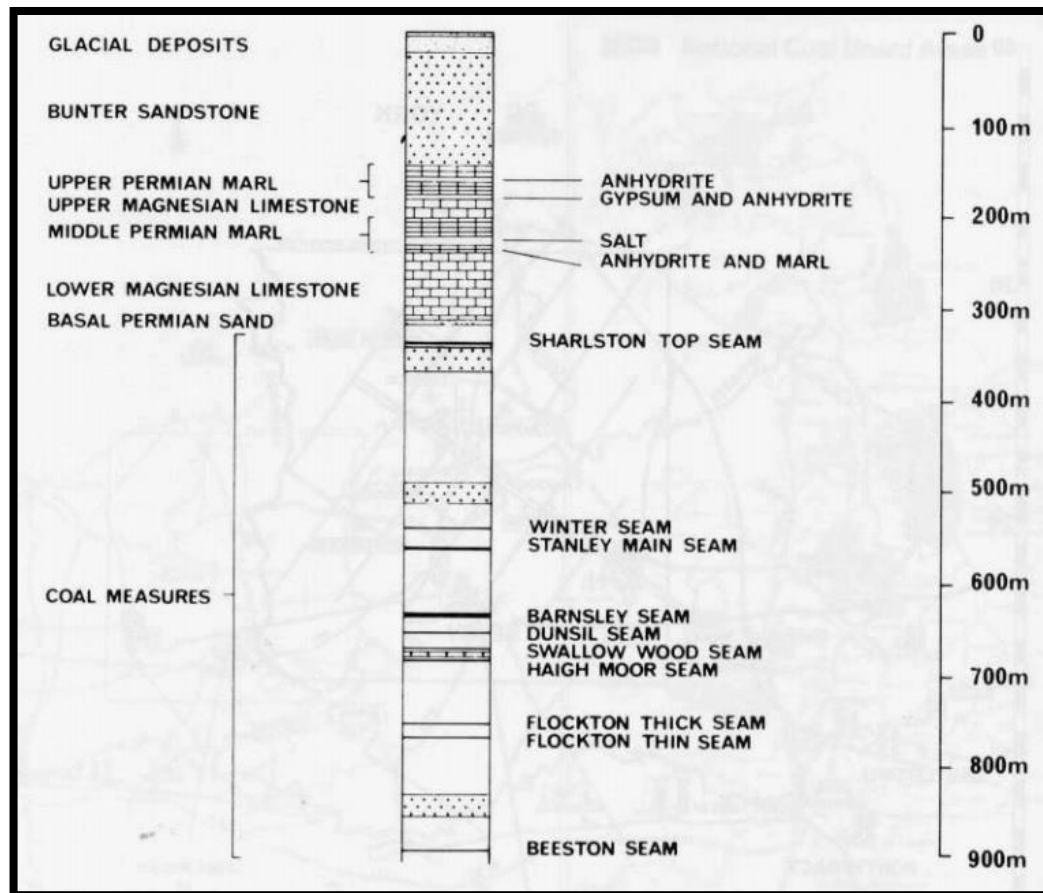 GLACIAL DEPOSITS
BUNTER SANDSTONE
UPPER PERMIAN MARL
UPPER MAGNESIAN LIMESTONE
MIDDLE PERMIAN MARL
LOWER MAGNESIAN LIMESTONE
BASAL PERMIAN SAND
COAL MEASURES
ANHYDRITE
GYPSUM AND ANHYDRITE
SALT
ANHYDRITE AND MARL
SHARLSTON TOP SEAM
WINTER SEAM
STANLEY MAIN SEAM
BARNSLEY SEAM
DUNSIL SEAM
SWALLOW WOOD SEAM
HAIGH MOOR SEAM
FLOCKTON THICK SEAM
FLOCKTON THIN SEAM
BEESTON SEAM
0
100m
200m
300m
400m
500m
600m
700m
800m
900m